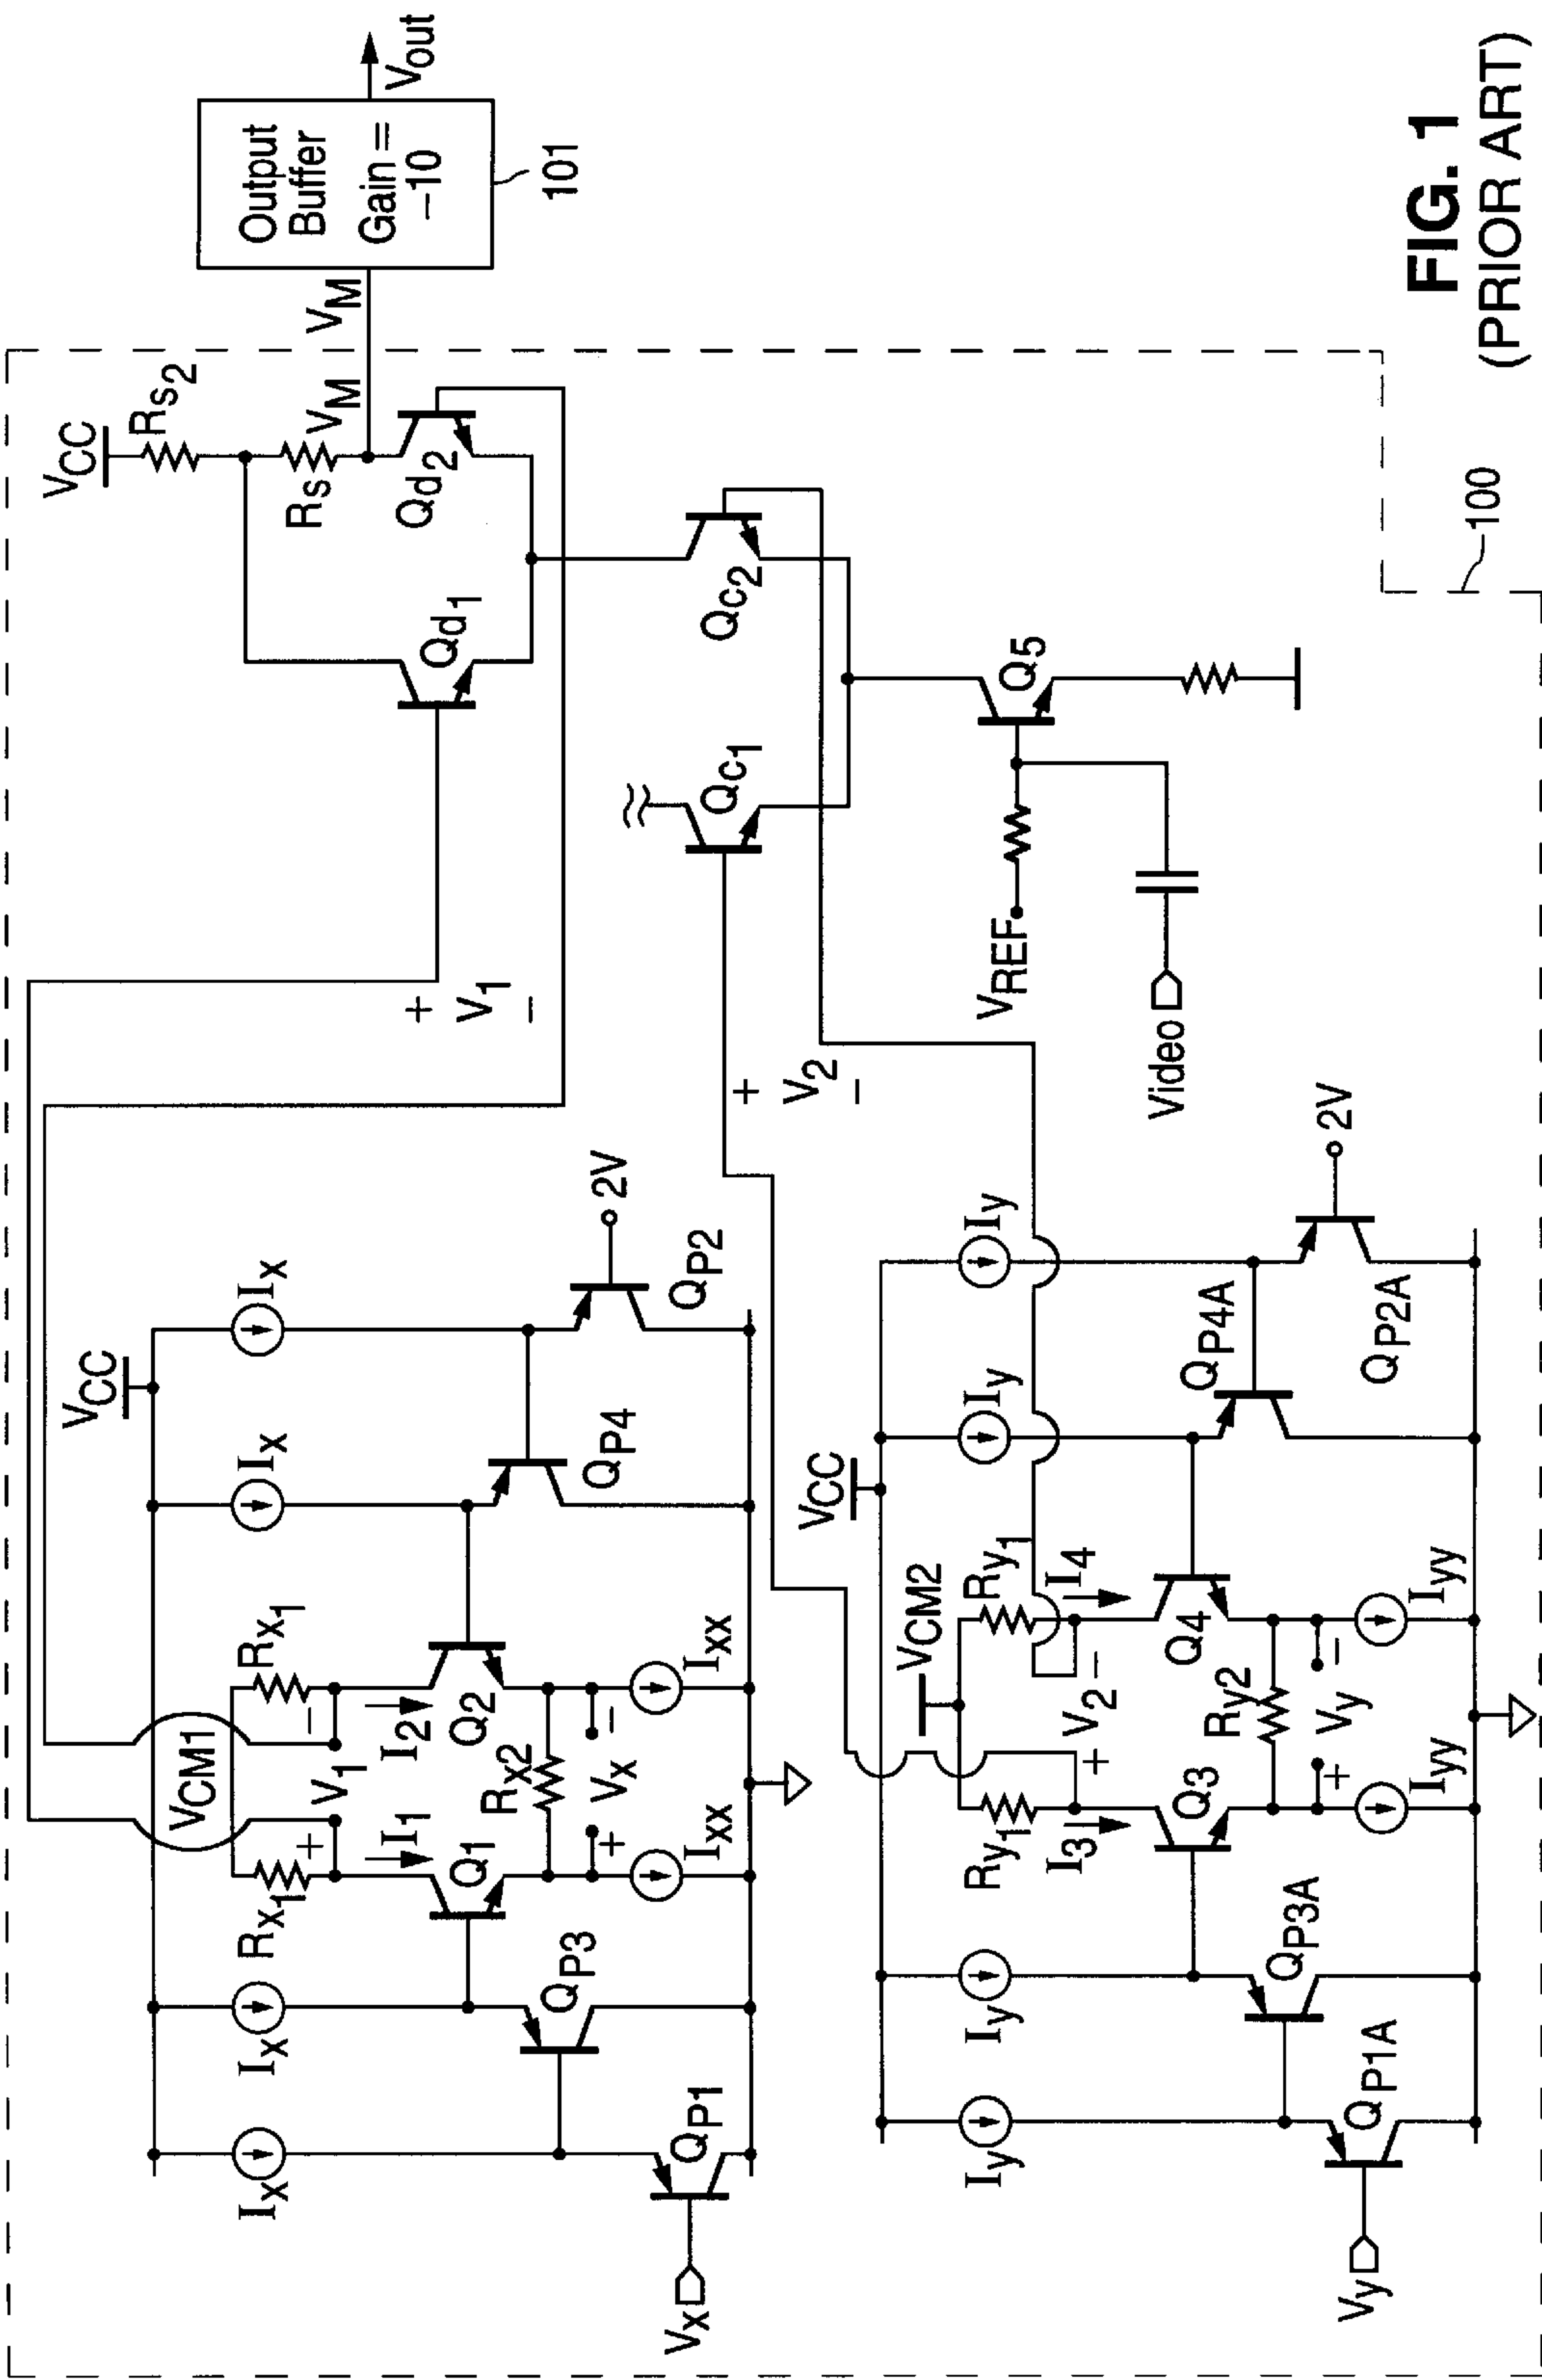 VCC
Rs2
Rs
VM
VM
Output
Buffer
Gain =
−10
101
Vout
Qd1
Qd2
+
V1
−
Qc1
Qc2
+
V2
−
Q5
VREF
Video
100
VCC
Ix
Ix
Ix
Ix
VCM1
Rx1
Rx1
+
V1
−
I1
I2
Q1
Q2
Rx2
+
Vx
−
Ixx
Ixx
QP3
QP1
QP4
QP2
2V
Vx
VCC
VCM2
Iy
Iy
Iy
Iy
Ry1
Ry1
+
V2
−
I3
I4
Q3
Q4
Ry2
+
Vy
−
Iyy
Iyy
QP3A
QP1A
QP4A
QP2A
2V
Vy
FIG. 1
(PRIOR ART)